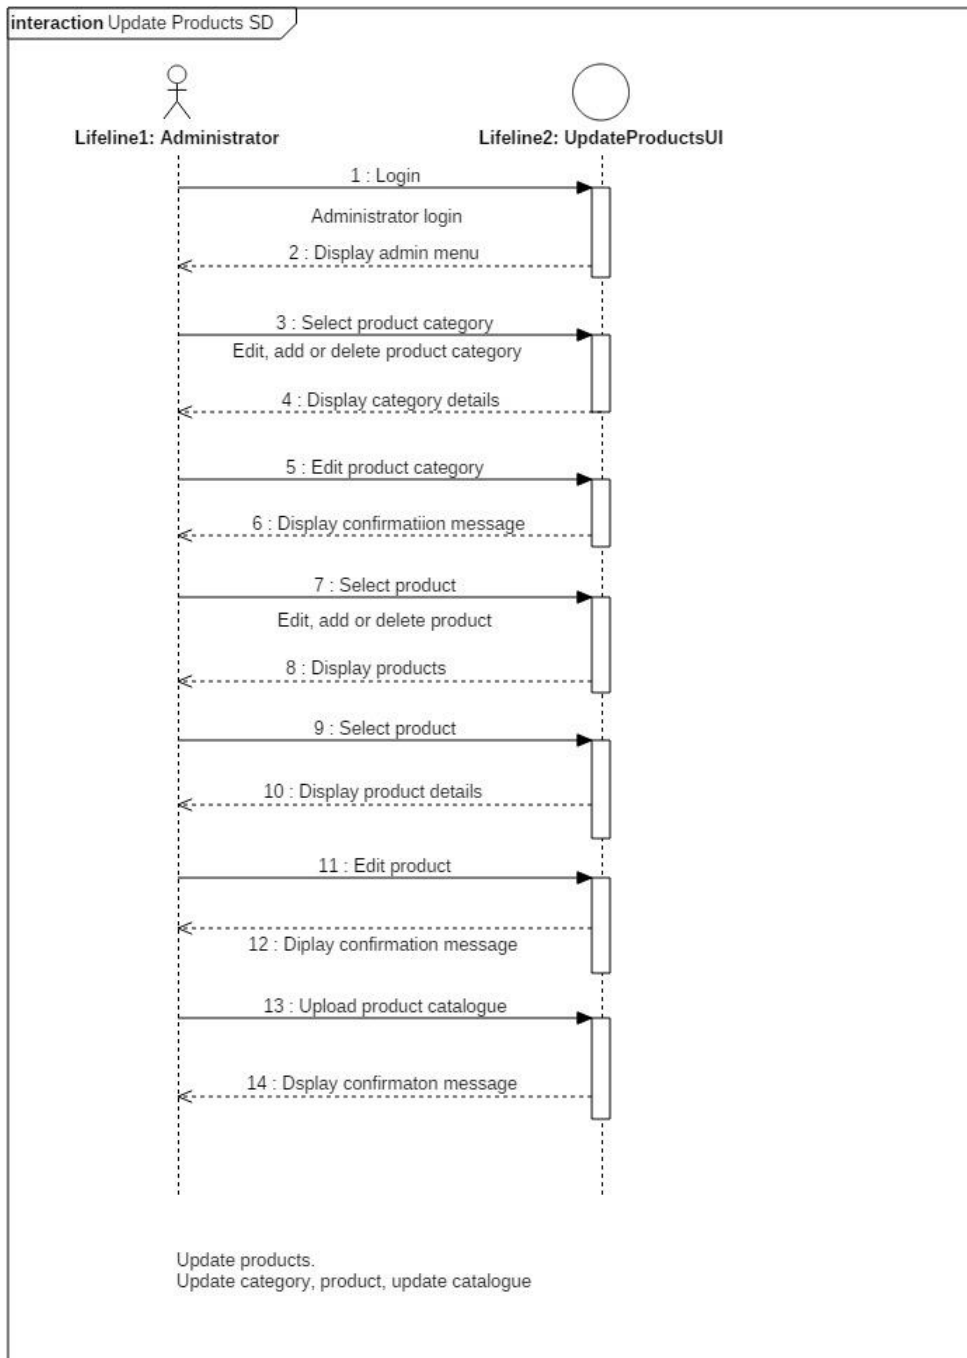 interaction Update Products SD
Lifeline1: Administrator
Lifeline2: UpdateProductsUI
1 : Login
Administrator login
2 : Display admin menu
3 : Select product category
Edit, add or delete product category
4 : Display category details
5 : Edit product category
6 : Display confirmatiion message
7 : Select product
Edit, add or delete product
8 : Display products
9 : Select product
10 : Display product details
11 : Edit product
12 : Diplay confirmation message
13 : Upload product catalogue
14 : Dsplay confirmaton message
Update products.
Update category, product, update catalogue